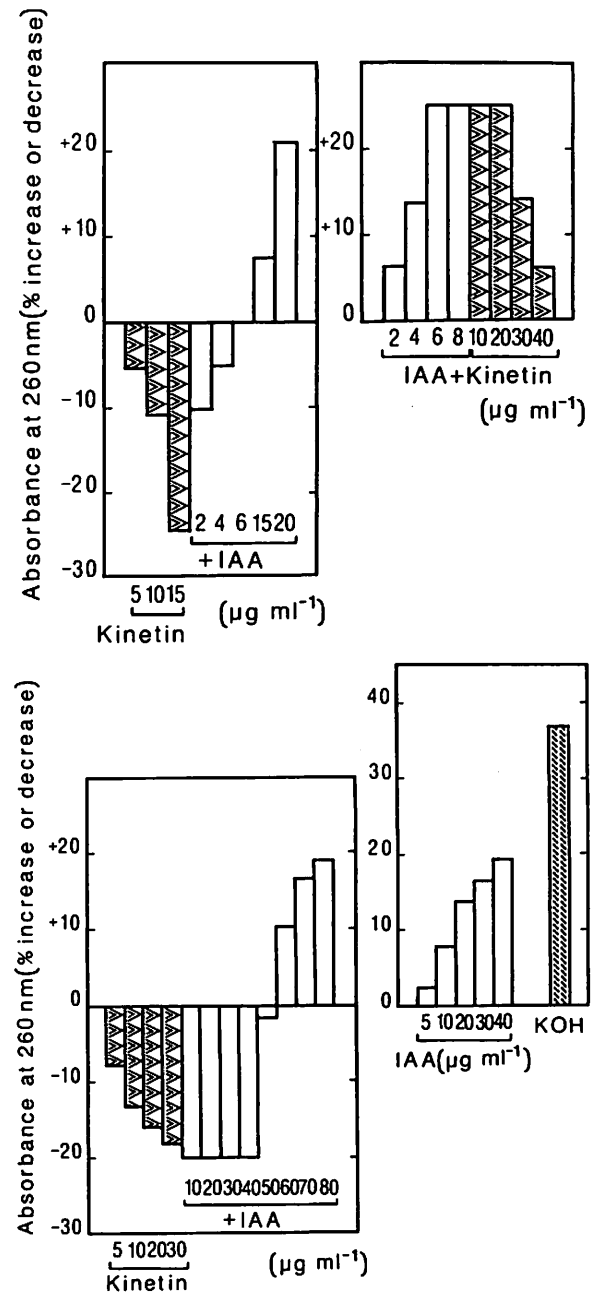 Absorbance at 260nm(% increase or decrease)
+20
+10
0
-10
-20
-30
2 4 6 15 20
+IAA
5 10 15
Kinetin
(µg ml⁻¹)
+20
+10
0
2 4 6 8 10 20 30 40
IAA+Kinetin
(µg ml⁻¹)
Absorbance at 260nm(% increase or decrease)
+20
+10
0
-10
-20
-30
10 20 30 40 50 60 70 80
+IAA
5 10 20 30
Kinetin
(µg ml⁻¹)
40
30
20
10
0
5 10 20 30 40
IAA(µg ml⁻¹)
KOH